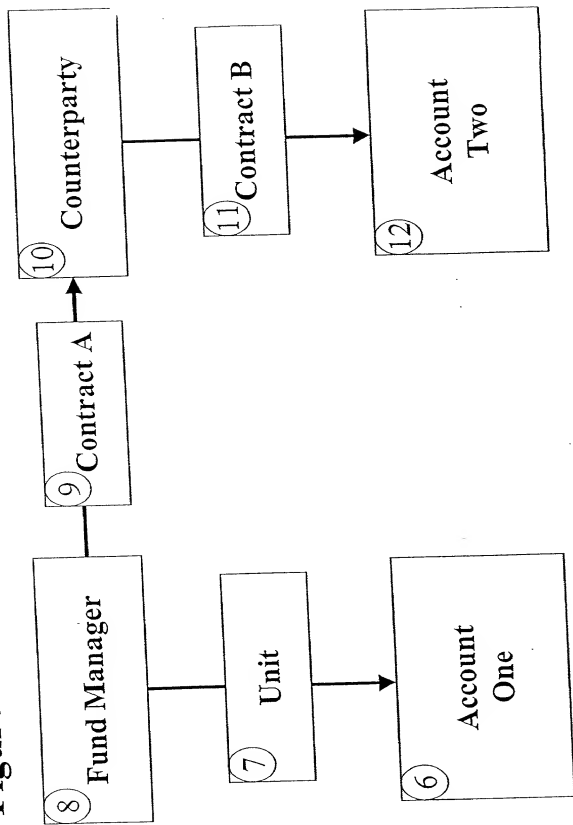 8
Fund Manager
9
Contract A
10
Counterparty
7
Unit
11
Contract B
6
Account
One
12
Account
Two